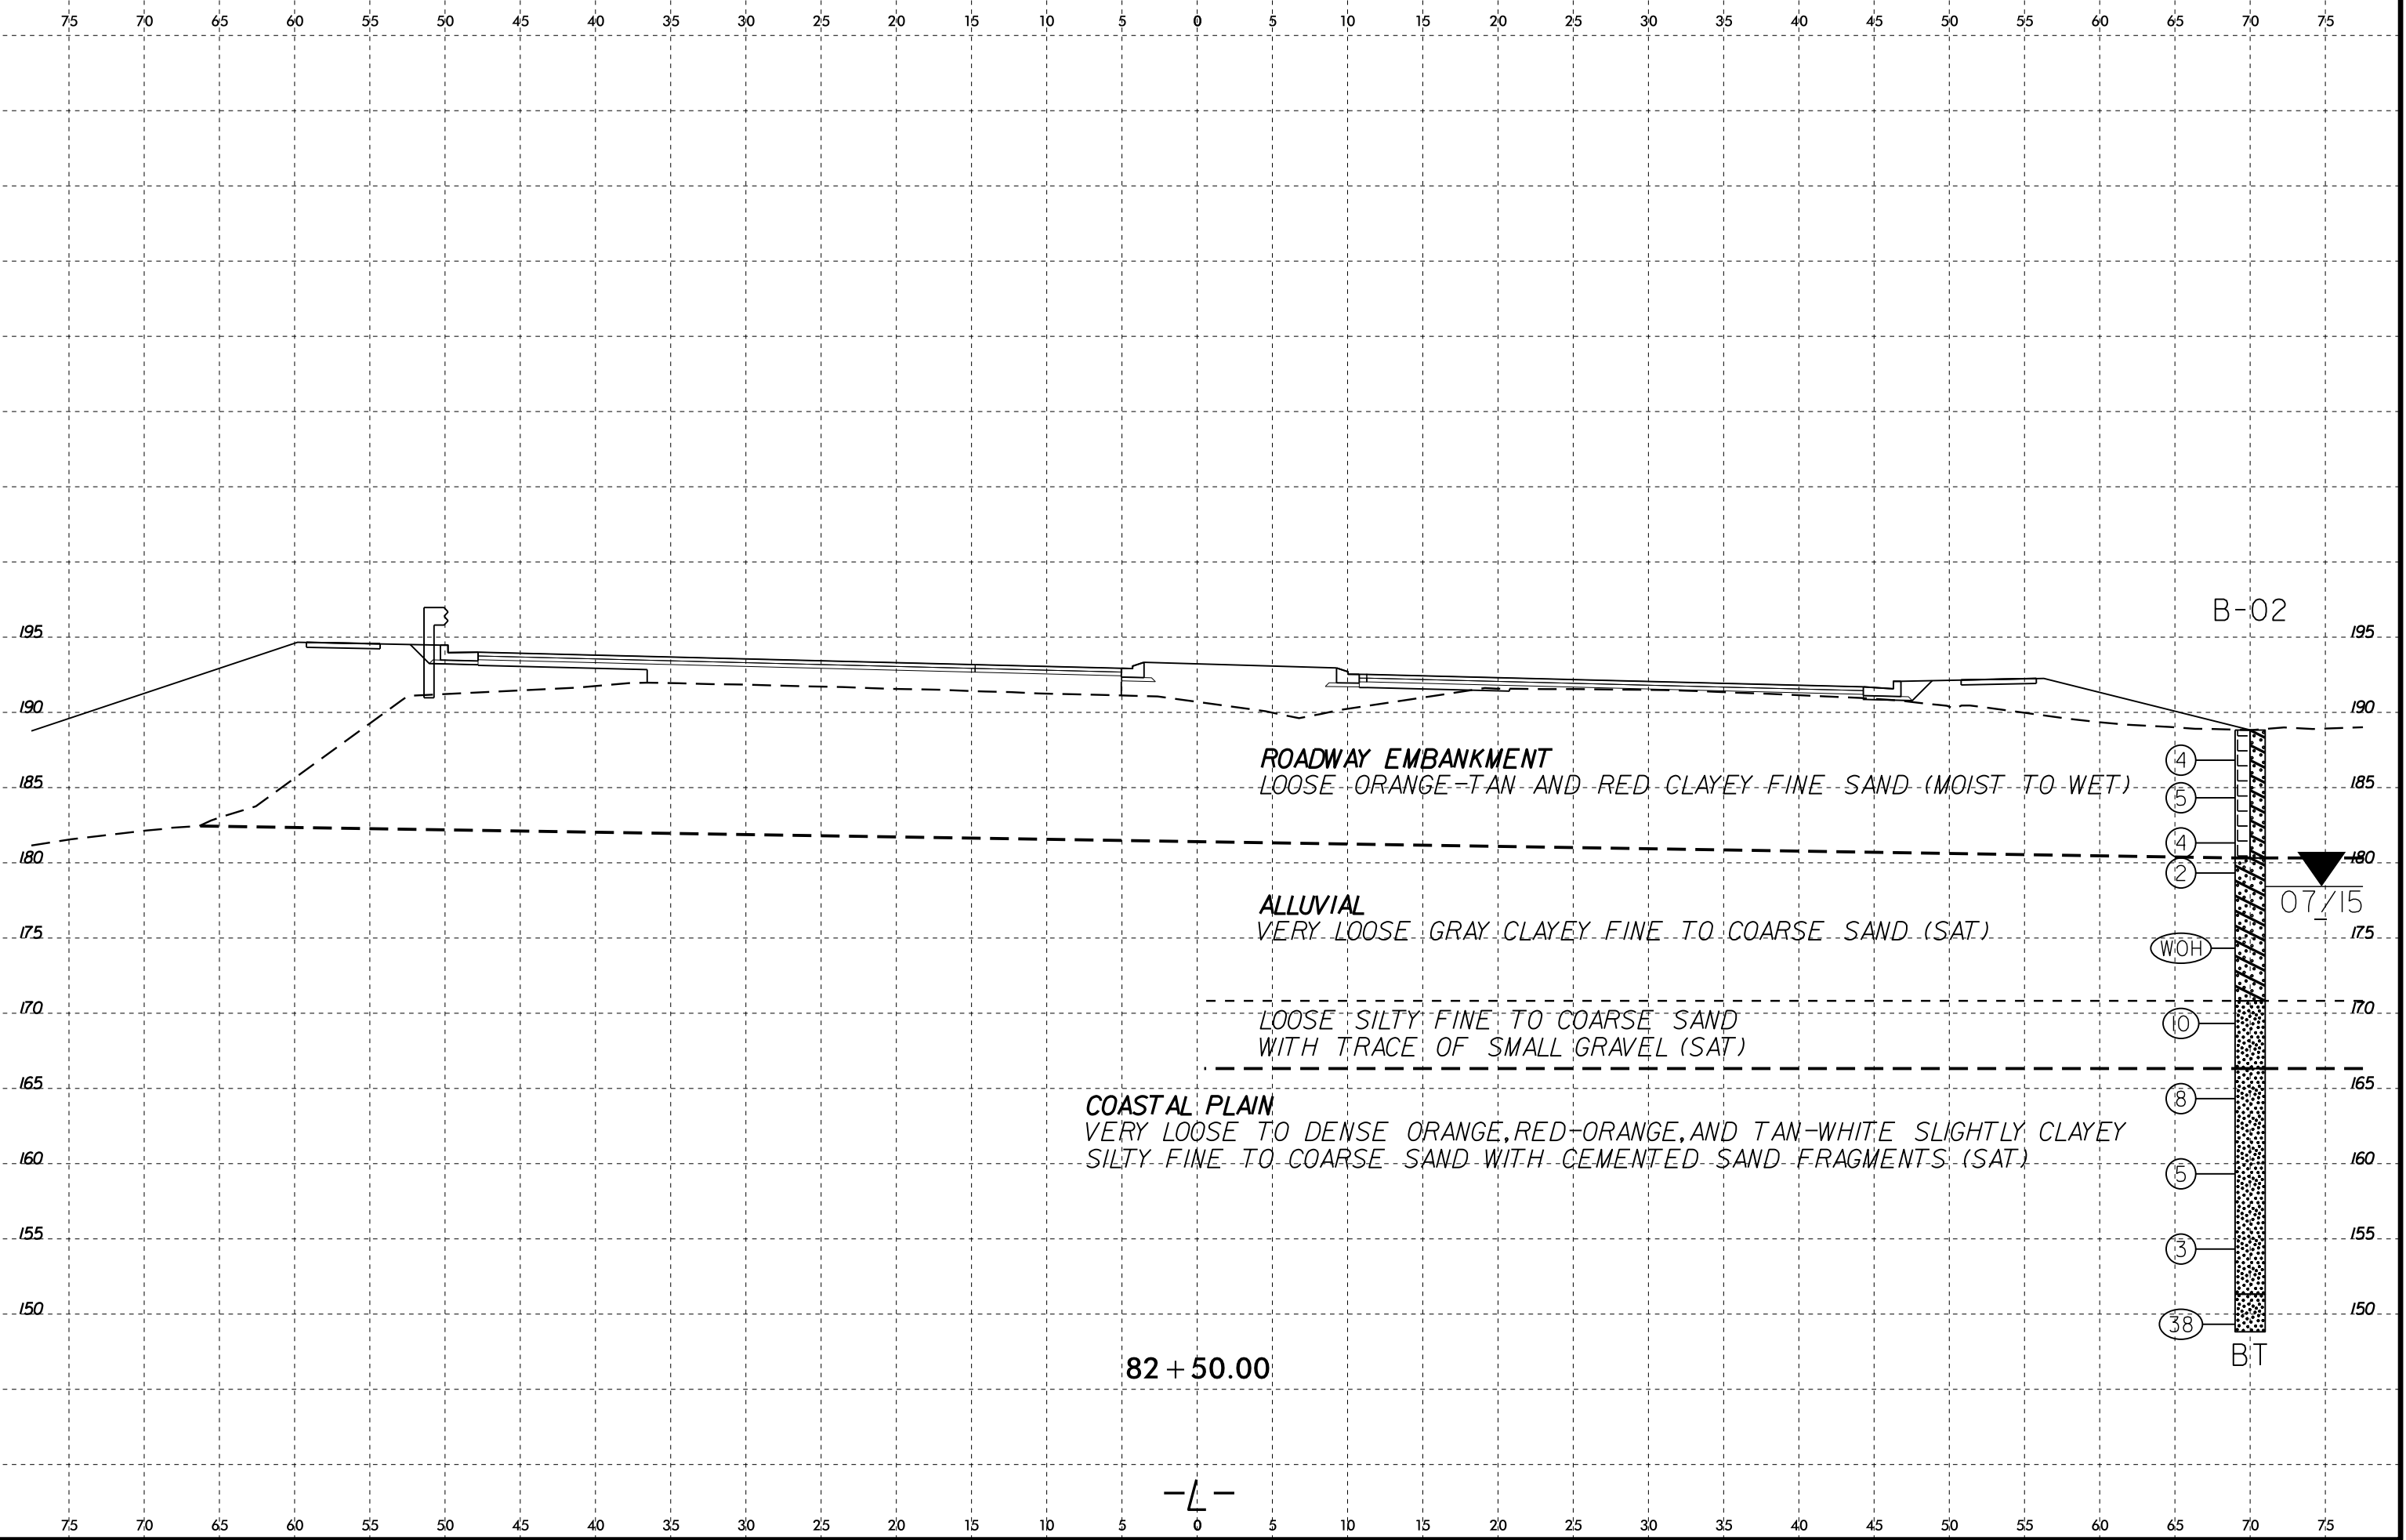 75 70 65 60 55 50 45 40 35 30 25 20 15 10 5 0 5 10 15 20 25 30 35 40 45 50 55 60 65 70 75
B-02
195 195
190 190
ROADWAY EMBANKMENT
4
LOOSE ORANGE-TAN AND RED CLAYEY FINE SAND (MOIST TO WET)
185 185
5
4
180 180
2
ALLUVIAL
07/15
VERY LOOSE GRAY CLAYEY FINE TO COARSE SAND (SAT)
175 175
WOH
170 170
LOOSE SILTY FINE TO COARSE SAND
10
WITH TRACE OF SMALL GRAVEL (SAT)
165 165
8
COASTAL PLAIN
VERY LOOSE TO DENSE ORANGE, RED-ORANGE, AND TAN-WHITE SLIGHTLY CLAYEY
SILTY FINE TO COARSE SAND WITH CEMENTED SAND FRAGMENTS (SAT)
160 160
5
155 155
3
150 150
38
BT
82+50.00
-L-
75 70 65 60 55 50 45 40 35 30 25 20 15 10 5 0 5 10 15 20 25 30 35 40 45 50 55 60 65 70 75